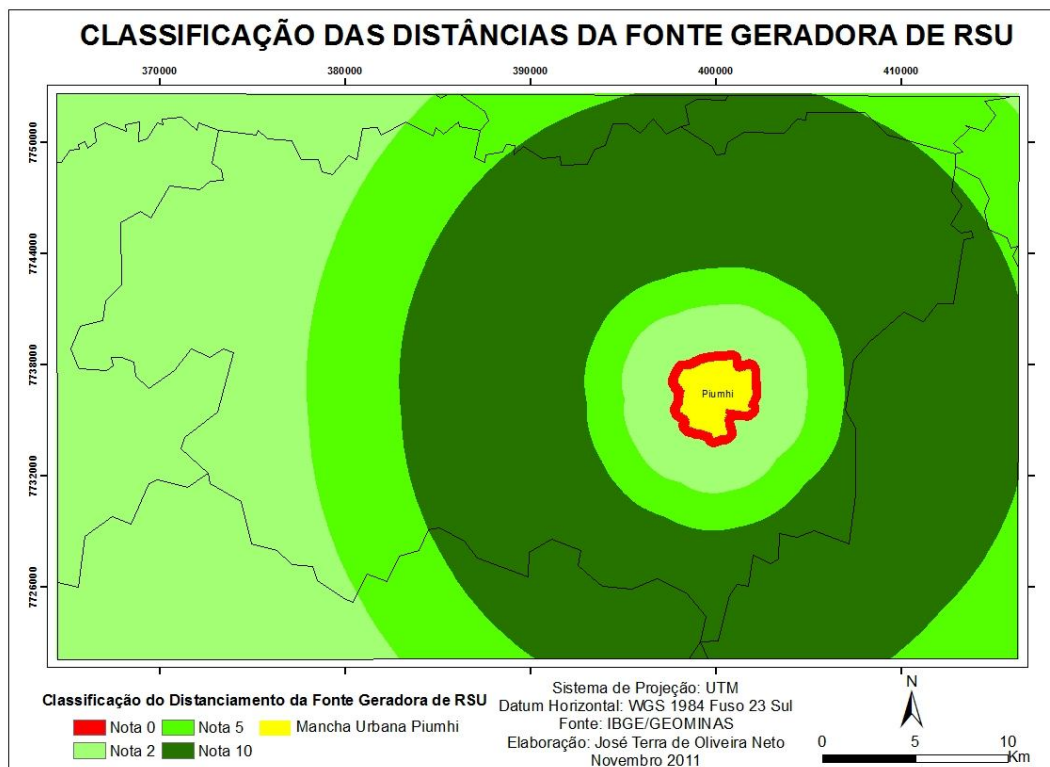 CLASSIFICAÇÃO DAS DISTÂNCIAS DA FONTE GERADORA DE RSU
370000 380000 390000 400000 410000
7750000
7744000
7738000
7732000
7726000
Piumhi
Classificação do Distanciamento da Fonte Geradora de RSU
Nota 0 Nota 5 Mancha Urbana Piumhi
Nota 2 Nota 10
Sistema de Projeção: UTM
Datum Horizontal: WGS 1984 Fuso 23 Sul
Fonte: IBGE/GEOMINAS
Elaboração: José Terra de Oliveira Neto
Novembro 2011
N
0 5 10
Km